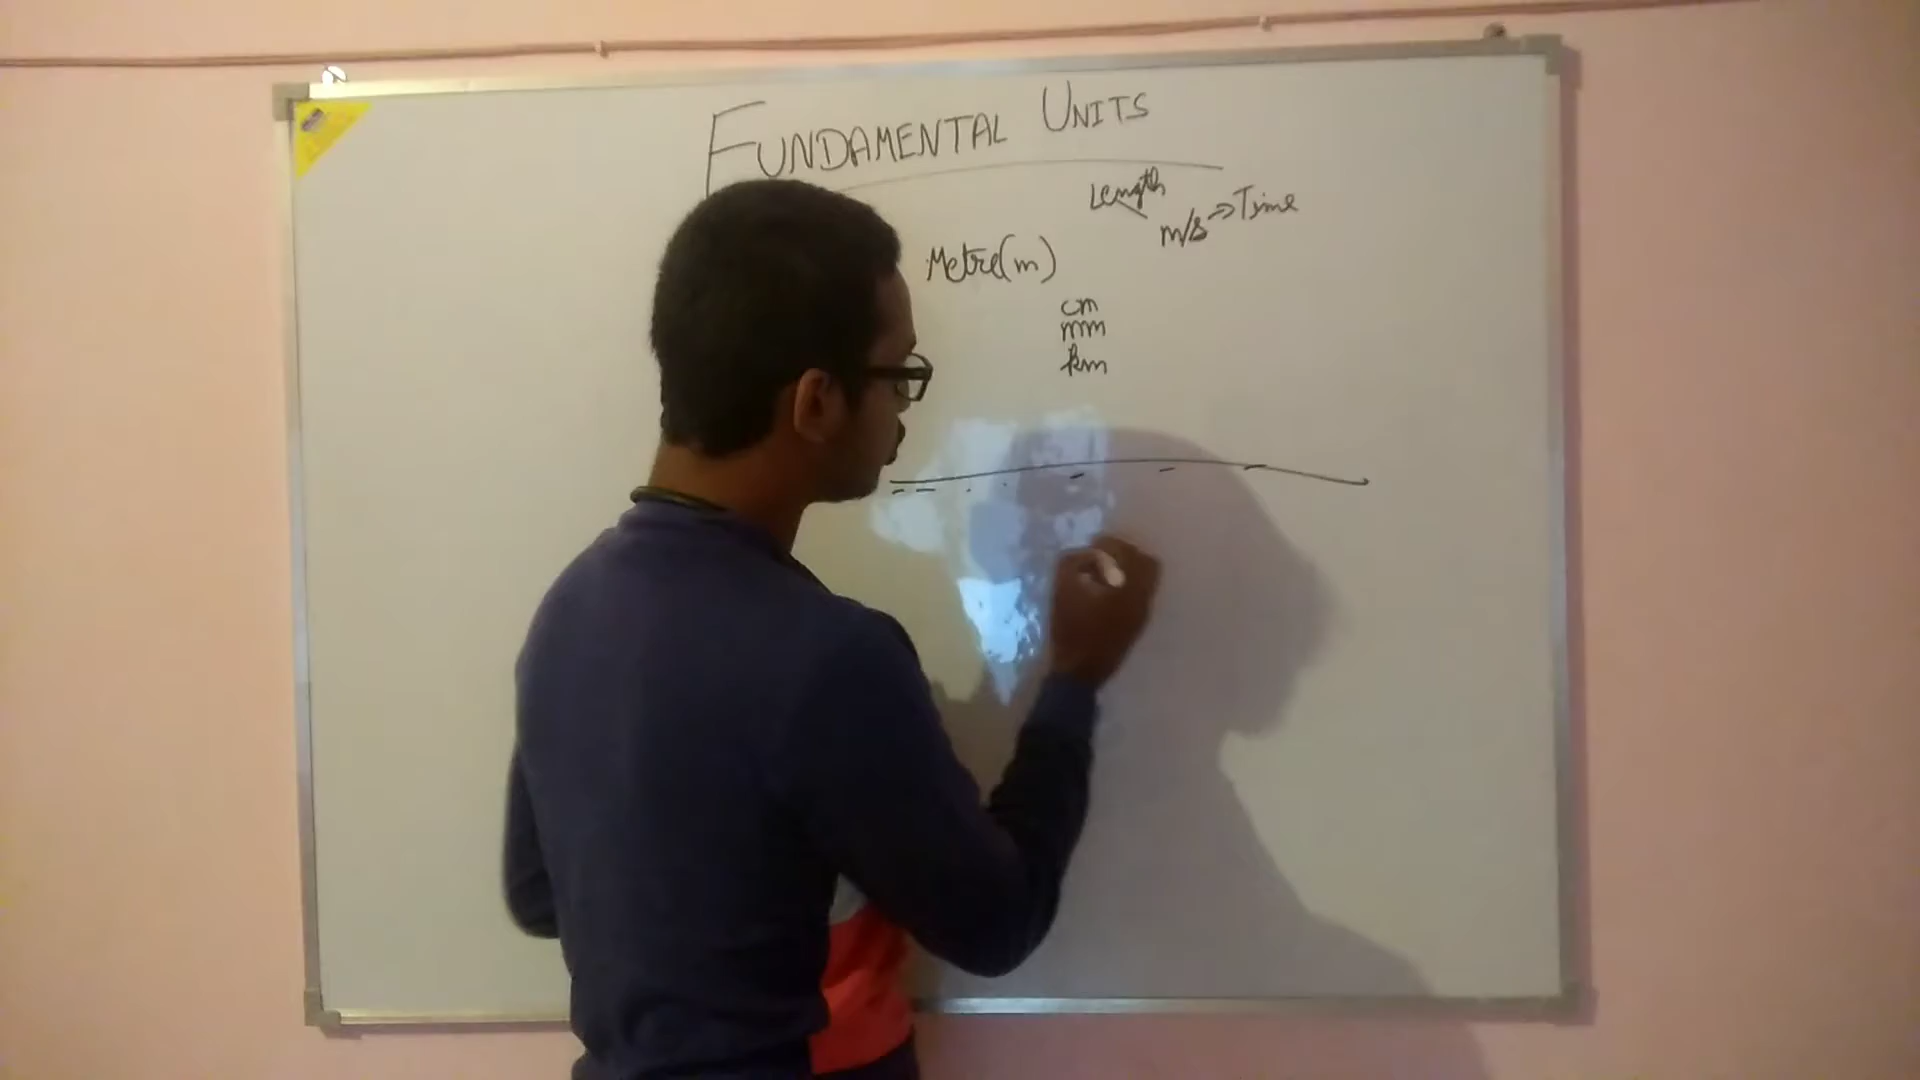 FUNDAMENTAL UNITS
Length
m/s → Time
Metre(m)
cm
mm
km